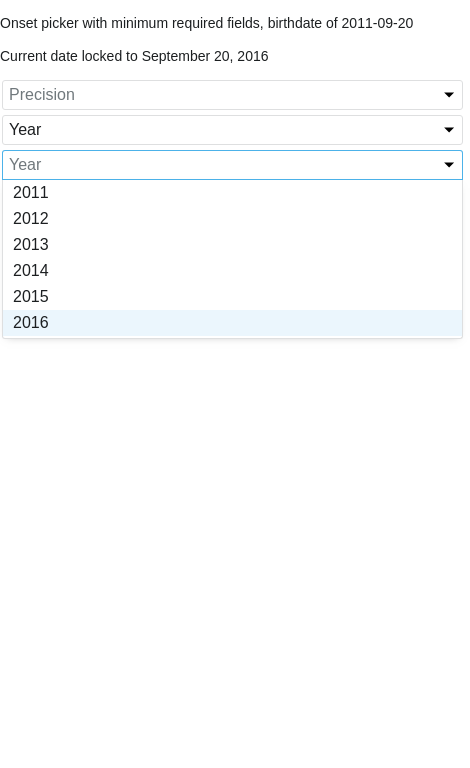 Onset picker with minimum required fields, birthdate of 2011-09-20
Current date locked to September 20, 2016
Precision
Year
Year
2011
2012
2013
2014
2015
2016